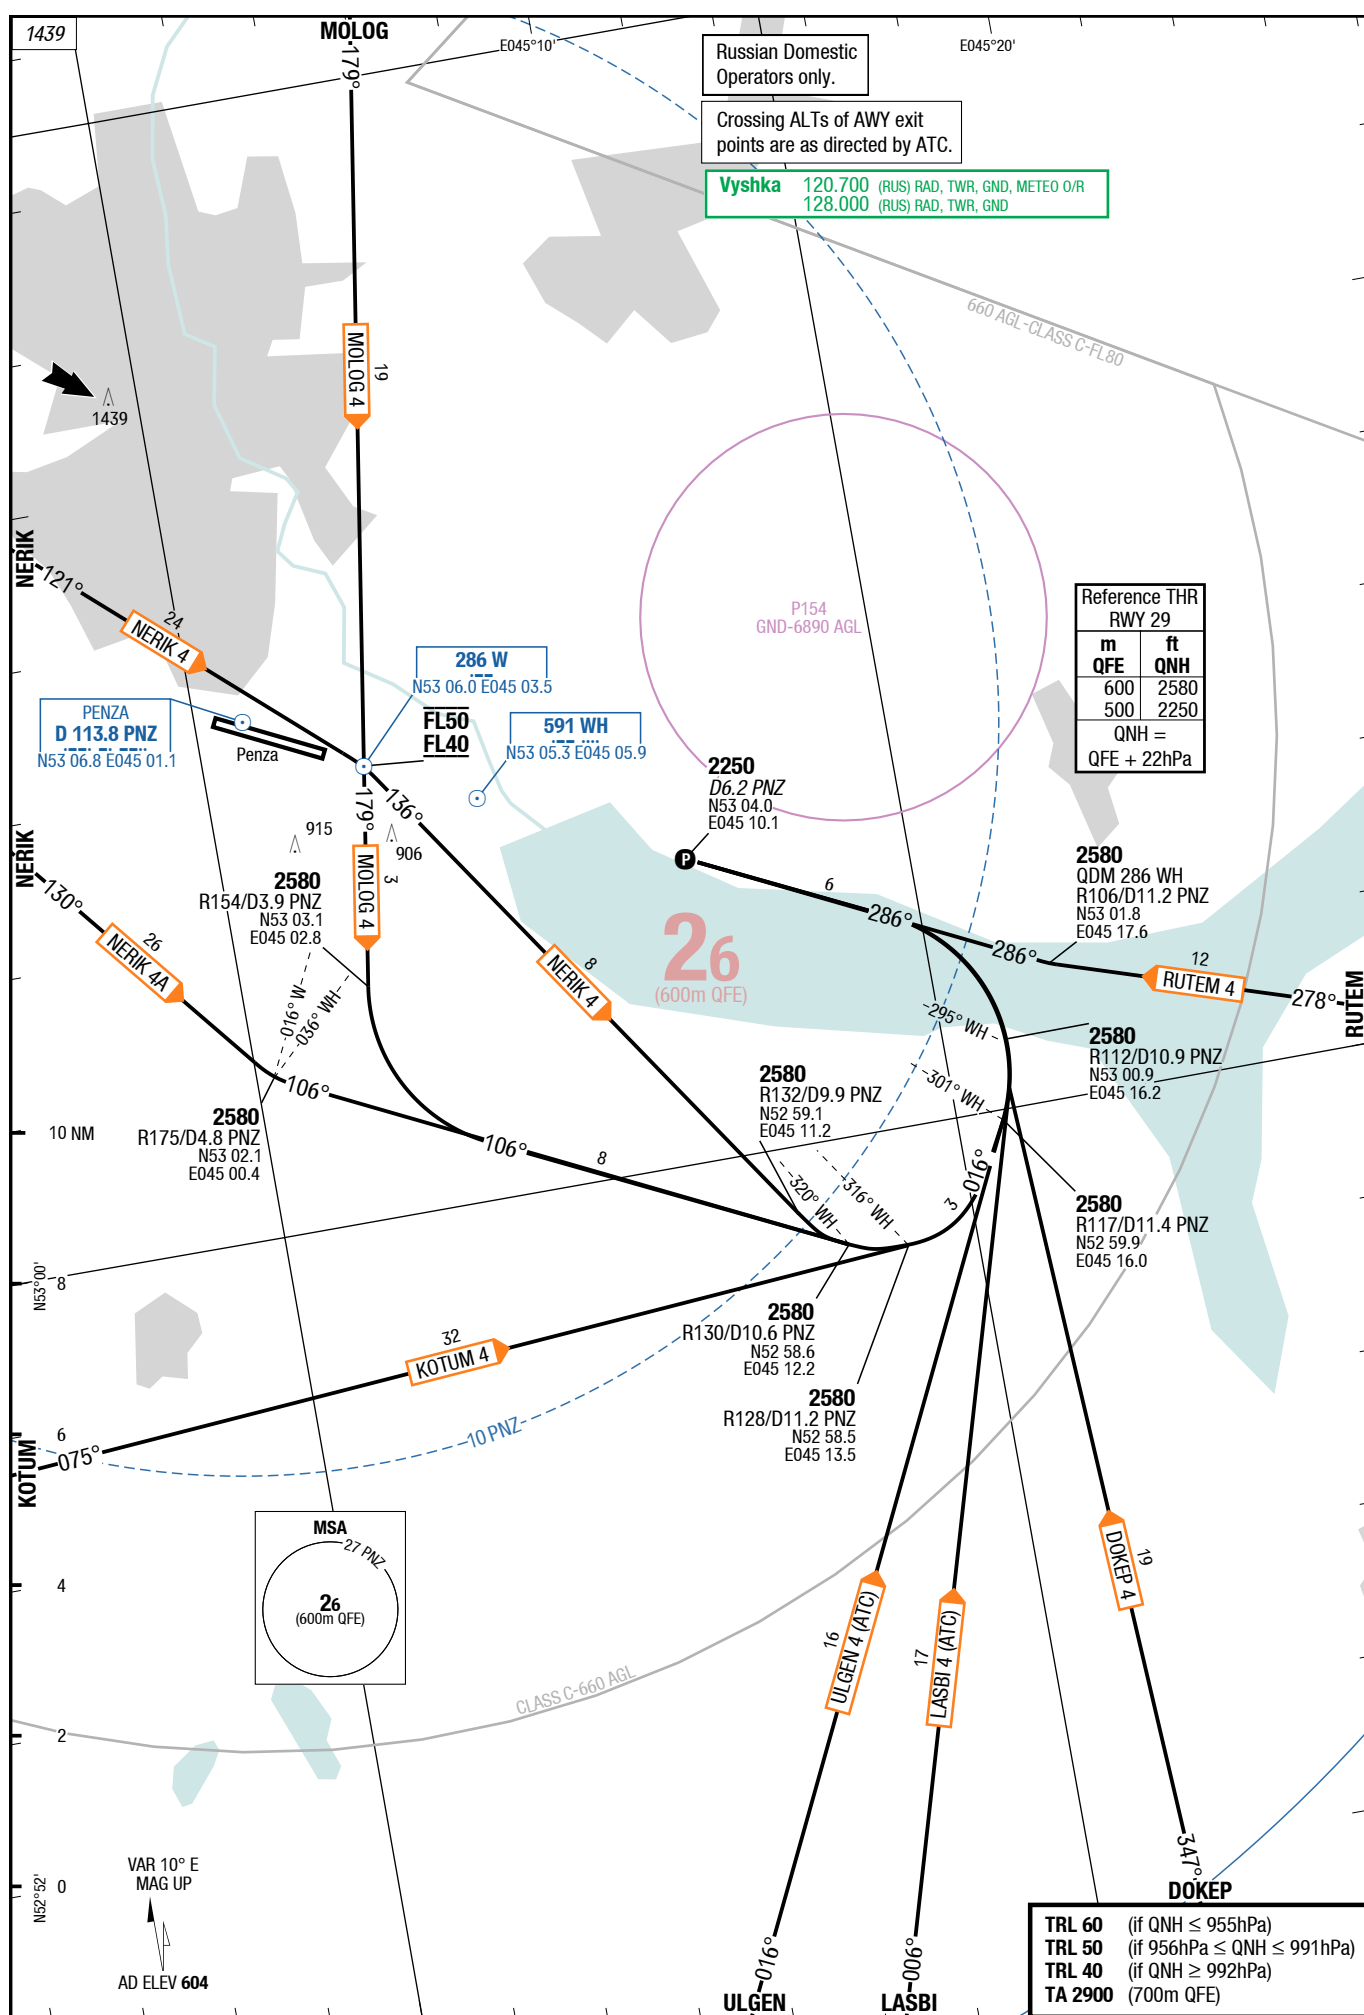 1439
MOLOG
179°
E045°10'
E045°20'
Russian Domestic
Operators only.
Crossing ALTs of AWY exit
points are as directed by ATC.
Vyshka 120.700 (RUS) RAD, TWR, GND, METEO O/R
128.000 (RUS) RAD, TWR, GND
660 AGL-CLASS C-FL80
MOLOG 4
19
1439
NERIK
121°
24
NERIK 4
P154
GND-6890 AGL
Reference THR
RWY 29
m ft
QFE QNH
600 2580
500 2250
QNH =
QFE + 22hPa
286 W
N53 06.0 E045 03.5
PENZA
D 113.8 PNZ
N53 06.8 E045 01.1
Penza
FL50
FL40
591 WH
N53 05.3 E045 05.9
2250
D6.2 PNZ
N53 04.0
E045 10.1
P
179°
136°
915
906
NERIK
130°
26
NERIK 4A
MOLOG 4
3
2580
R154/D3.9 PNZ
N53 03.1
E045 02.8
016° W
036° WH
6
286°
286°
2580
QDM 286 WH
R106/D11.2 PNZ
N53 01.8
E045 17.6
12
RUTEM 4
278°
RUTEM
26
(600m QFE)
8
NERIK 4
295° WH
301° WH
2580
R112/D10.9 PNZ
N53 00.9
E045 16.2
2580
R132/D9.9 PNZ
N52 59.1
E045 11.2
106°
2580
R175/D4.8 PNZ
N53 02.1
E045 00.4
106°
8
320° WH
316° WH
016°
3
2580
R117/D11.4 PNZ
N52 59.9
E045 16.0
10 NM
N53°00'
8
2580
R130/D10.6 PNZ
N52 58.6
E045 12.2
32
KOTUM 4
2580
R128/D11.2 PNZ
N52 58.5
E045 13.5
6
KOTUM
075°
10 PNZ
MSA
27 PNZ
26
(600m QFE)
4
DOKEP 4
19
16
ULGEN 4 (ATC)
17
LASBI 4 (ATC)
CLASS C-660 AGL
2
347°
DOKEP
VAR 10° E
MAG UP
N52°52'
0
AD ELEV 604
016°
ULGEN
006°
LASBI
TRL 60 (if QNH ≤ 955hPa)
TRL 50 (if 956hPa ≤ QNH ≤ 991hPa)
TRL 40 (if QNH ≥ 992hPa)
TA 2900 (700m QFE)